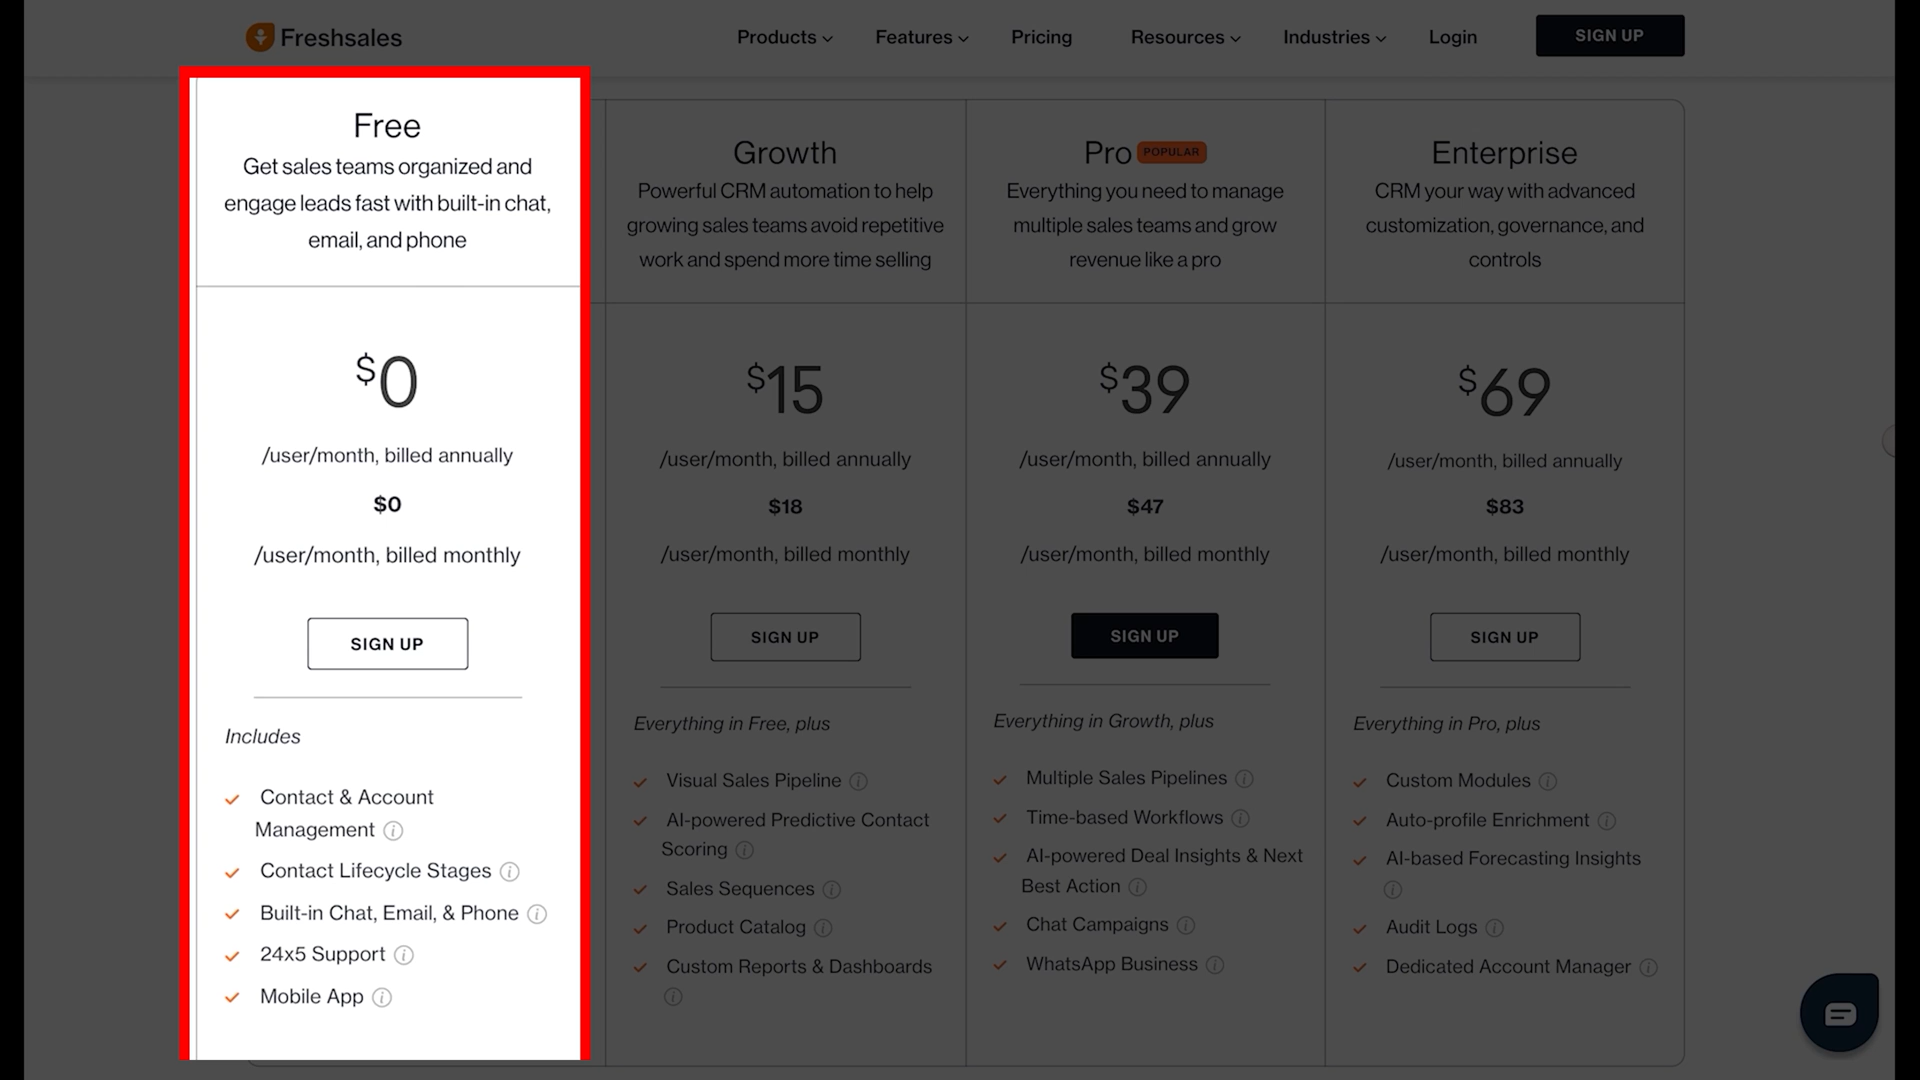 Freshsales
Products
Features
Pricing
Resources
Industries
Login
SIGN UP
Free
Get sales teams organized and
engage leads fast with built-in chat,
email, and phone
$0
/user/month, billed annually
$0
/user/month, billed monthly
SIGN UP
Includes
Contact & Account
Management
Contact Lifecycle Stages
Built-in Chat, Email, & Phone
24x5 Support
Mobile App
Growth
Powerful CRM automation to help
growing sales teams avoid repetitive
work and spend more time selling
$15
/user/month, billed annually
$18
/user/month, billed monthly
SIGN UP
Everything in Free, plus
Visual Sales Pipeline
AI-powered Predictive Contact
Scoring
Sales Sequences
Product Catalog
Custom Reports & Dashboards
Pro POPULAR
Everything you need to manage
multiple sales teams and grow
revenue like a pro
$39
/user/month, billed annually
$47
/user/month, billed monthly
SIGN UP
Everything in Growth, plus
Multiple Sales Pipelines
Time-based Workflows
AI-powered Deal Insights & Next
Best Action
Chat Campaigns
WhatsApp Business
Enterprise
CRM your way with advanced
customization, governance, and
controls
$69
/user/month, billed annually
$83
/user/month, billed monthly
SIGN UP
Everything in Pro, plus
Custom Modules
Auto-profile Enrichment
AI-based Forecasting Insights
Audit Logs
Dedicated Account Manager